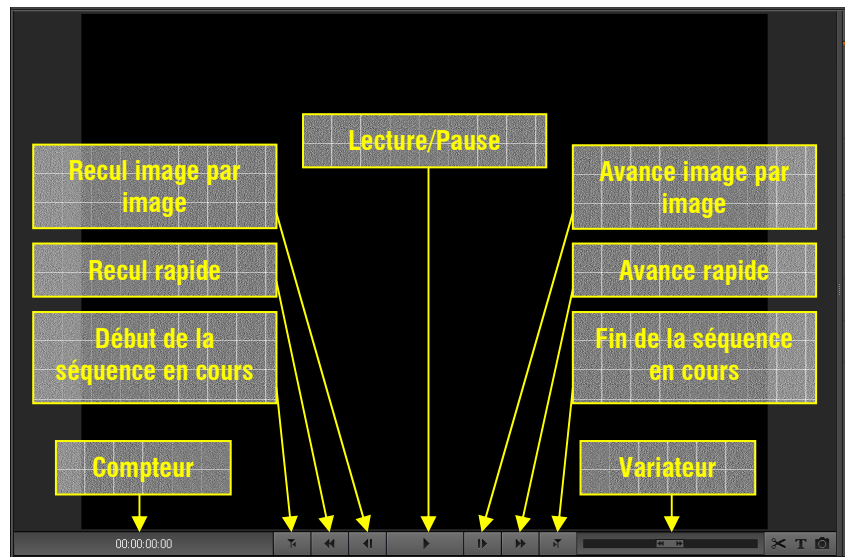 Lecture/Pause
Recul image par
image
Avance image par
image
Recul rapide
Avance rapide
Début de la
séquence en cours
Fin de la séquence
en cours
Compteur
Variateur
00:00:00:00
T